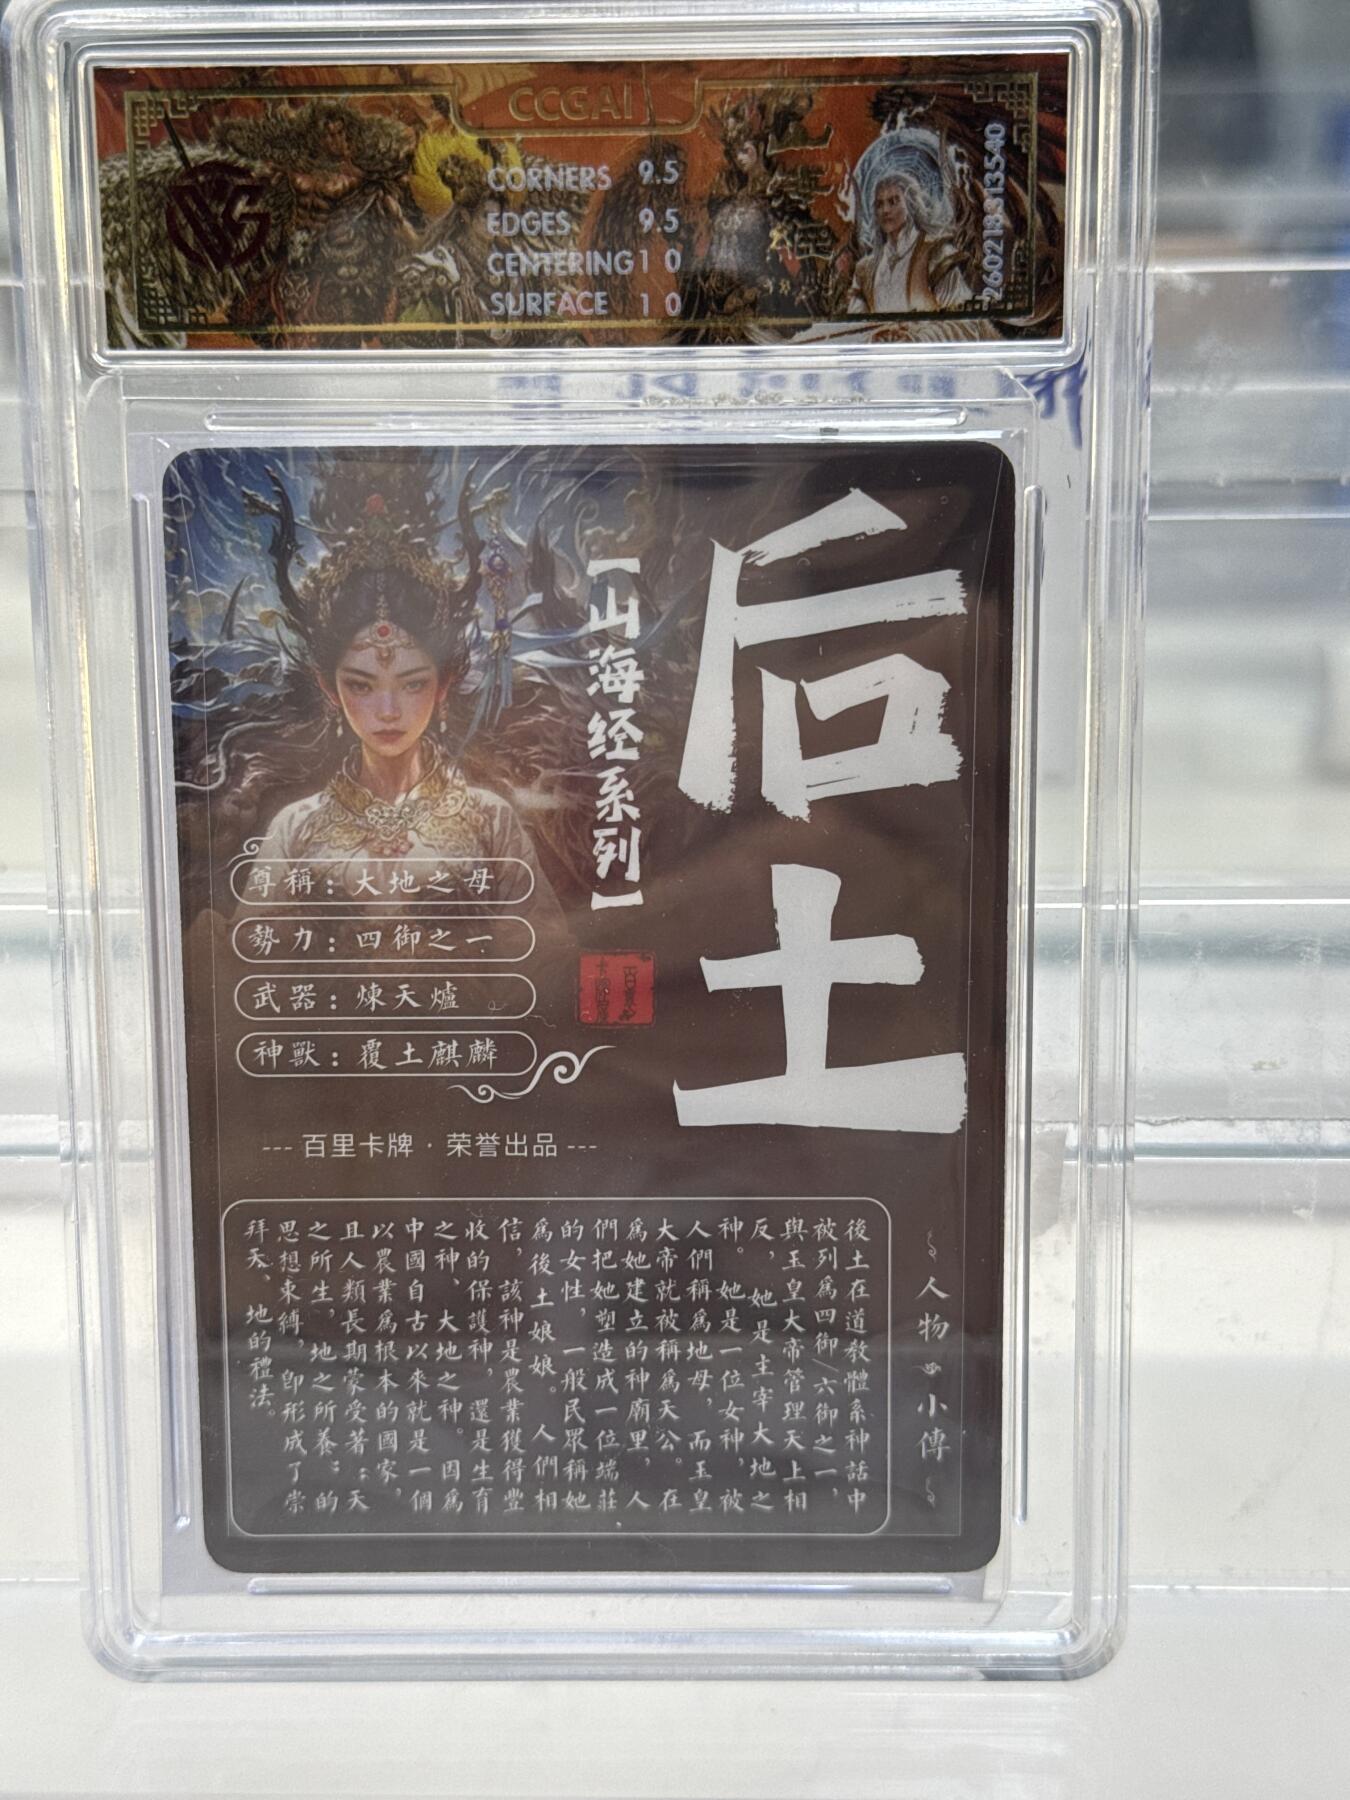 CCGAI
CORNERS 9.5
EDGES 9.5
CENTERING 10
SURFACE 10
后土
【山海经系列】
尊稱：大地之母
勢力：四御之一
武器：煉天爐
神獸：覆土麒麟
--- 百里卡牌 · 荣誉出品 ---
人物小傳
後土在道教體系神話中
被列爲四御/六御之一，
與玉皇大帝管理天上相
反，她是主宰大地之
神。她是一位女神，被
人們稱爲地母，而玉皇
大帝就被稱爲天公。在
爲她建立的神廟里，人
們把她塑造成一位端莊
的女性，一般民眾稱她
爲後土娘娘。人們相
信，該神是農業獲得豐
收的保護神，還是生育
之神、大地之神。因爲
中國自古以來就是一個
以農業爲根本的國家，
且人類長期蒙受著：天
之所生，地之所養；的
思想束縛，卽形成了崇
拜天、地的禮法。